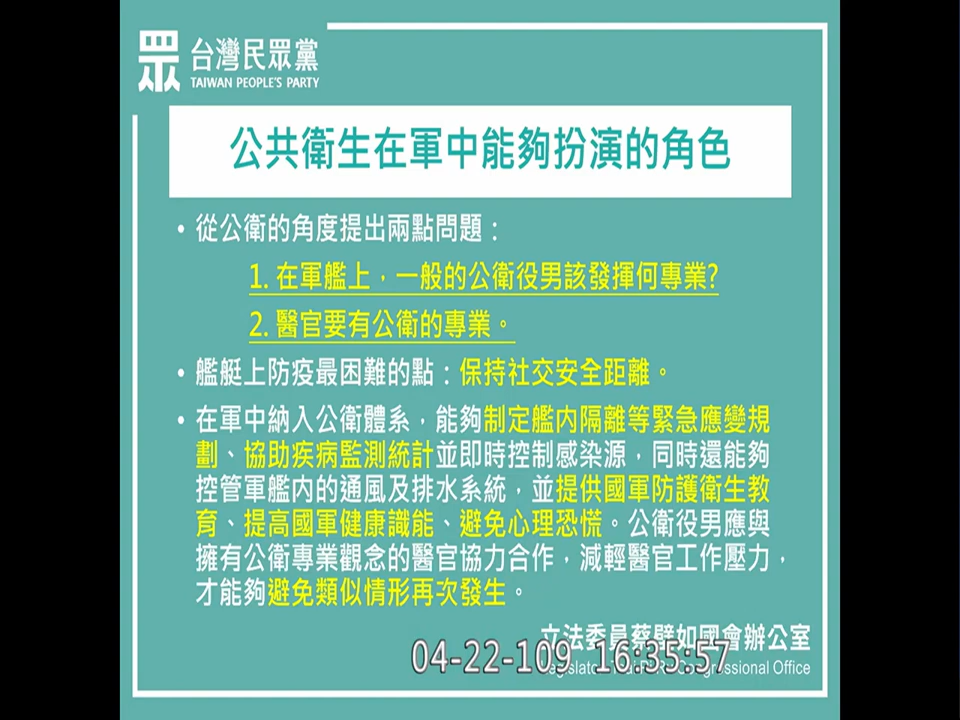 眾 台灣民眾黨
TAIWAN PEOPLE'S PARTY
公共衛生在軍中能夠扮演的角色
• 從公衛的角度提出兩點問題：
1. 在軍艦上，一般的公衛役男該發揮何專業?
2. 醫官要有公衛的專業。
• 艦艇上防疫最困難的點：保持社交安全距離。
• 在軍中納入公衛體系，能夠制定艦內隔離等緊急應變規
劃、協助疾病監測統計並即時控制感染源，同時還能夠
控管軍艦內的通風及排水系統，並提供國軍防護衛生教
育、提高國軍健康識能、避免心理恐慌。公衛役男應與
擁有公衛專業觀念的醫官協力合作，減輕醫官工作壓力，
才能夠避免類似情形再次發生。
立法委員蔡壁如國會辦公室
04-22-109 16:35:57
Congressional Office